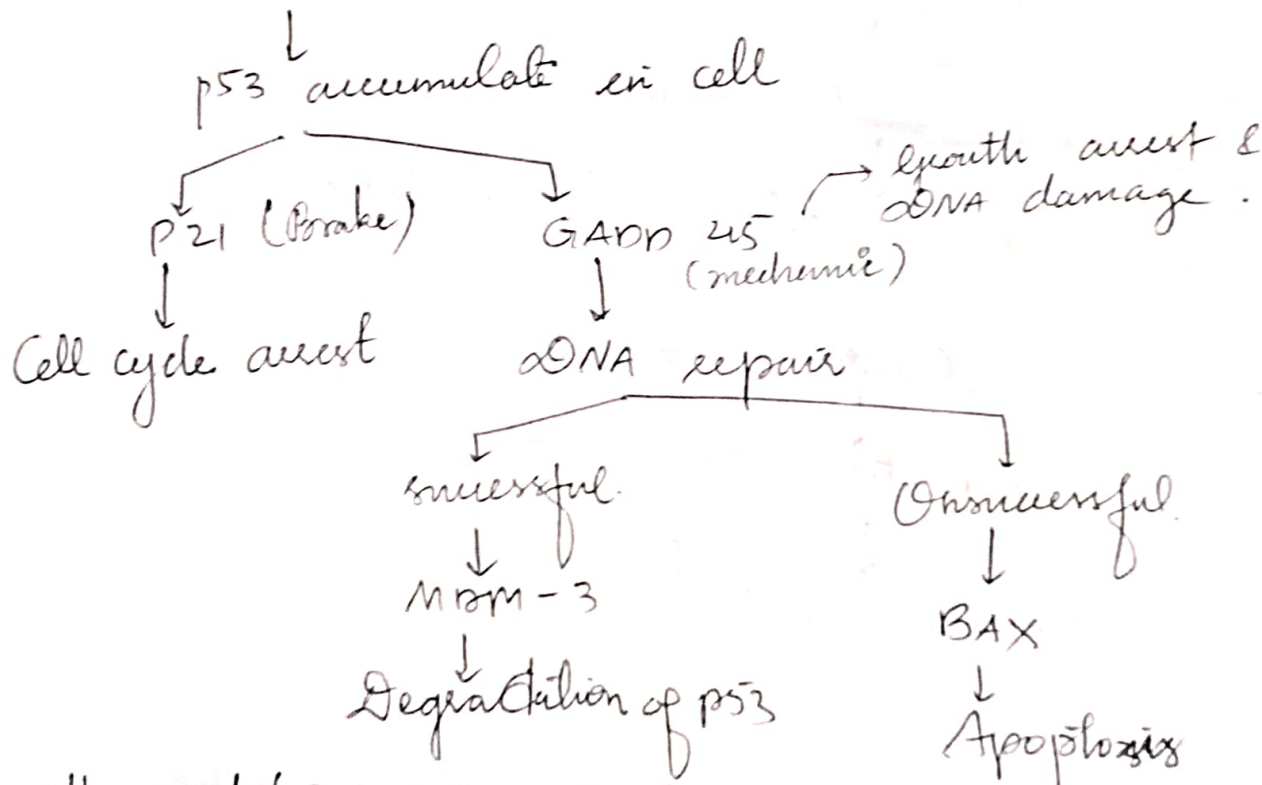 p53 accumulate in cell
P21 (Brake)
GADD 45
(mechanic)
Growth arrest &
DNA damage.
Cell cycle arrest
DNA repair
successful.
Unsuccessful.
MDM-3
BAX
Degradation of p53
Apoptosis